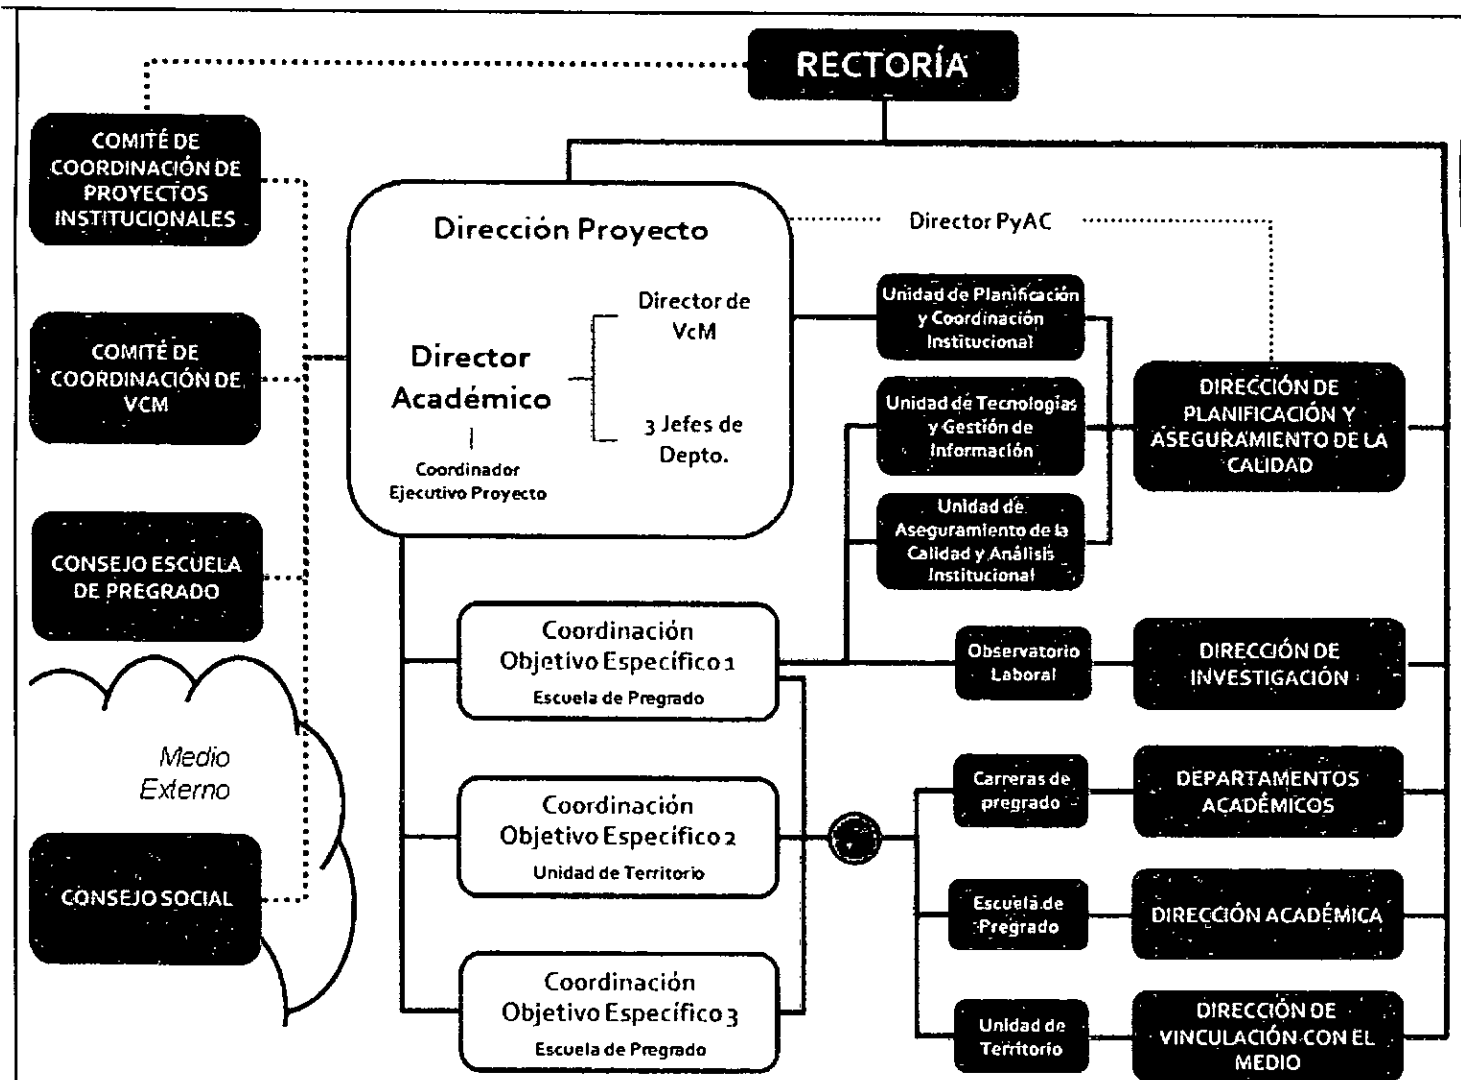 RECTORÍA
COMITÉ DE
COORDINACIÓN DE
PROYECTOS
INSTITUCIONALES
COMITÉ DE
COORDINACIÓN DE
VCM
CONSEJO ESCUELA
DE PREGRADO
Medio
Externo
CONSEJO SOCIAL
Dirección Proyecto
Director
Académico
Director de
VcM
3 Jefes de
Depto.
Coordinador
Ejecutivo Proyecto
Director PyAC
Unidad de Planificación
y Coordinación
Institucional
Unidad de Tecnologías
y Gestión de
Información
Unidad de
Aseguramiento de la
Calidad y Análisis
Institucional
DIRECCIÓN DE
PLANIFICACIÓN Y
ASEGURAMIENTO DE LA
CALIDAD
Coordinación
Objetivo Específico 1
Escuela de Pregrado
Observatorio
Laboral
DIRECCIÓN DE
INVESTIGACIÓN
Coordinación
Objetivo Específico 2
Unidad de Territorio
Carreras de
pregrado
DEPARTAMENTOS
ACADÉMICOS
Escuela de
Pregrado
DIRECCIÓN ACADÉMICA
Coordinación
Objetivo Específico 3
Escuela de Pregrado
Unidad de
Territorio
DIRECCIÓN DE
VINCULACIÓN CON EL
MEDIO